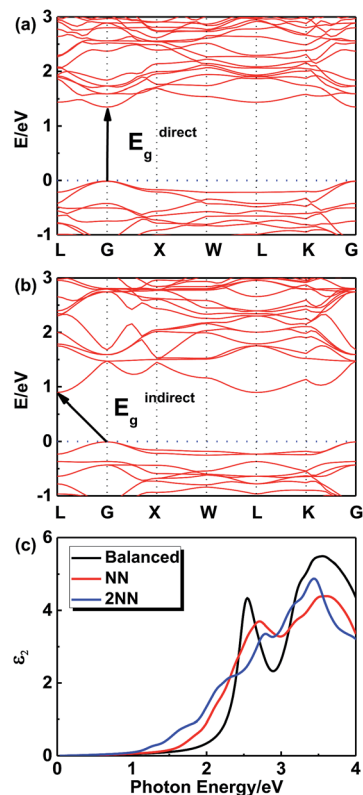 (a)
3
2
1
0
-1
E/eV
E_g^direct
L G X W L K G
(b)
3
2
1
0
-1
E/eV
E_g^indirect
L G X W L K G
(c)
6
4
2
0
ε₂
Balanced
NN
2NN
0 1 2 3 4
Photon Energy/eV